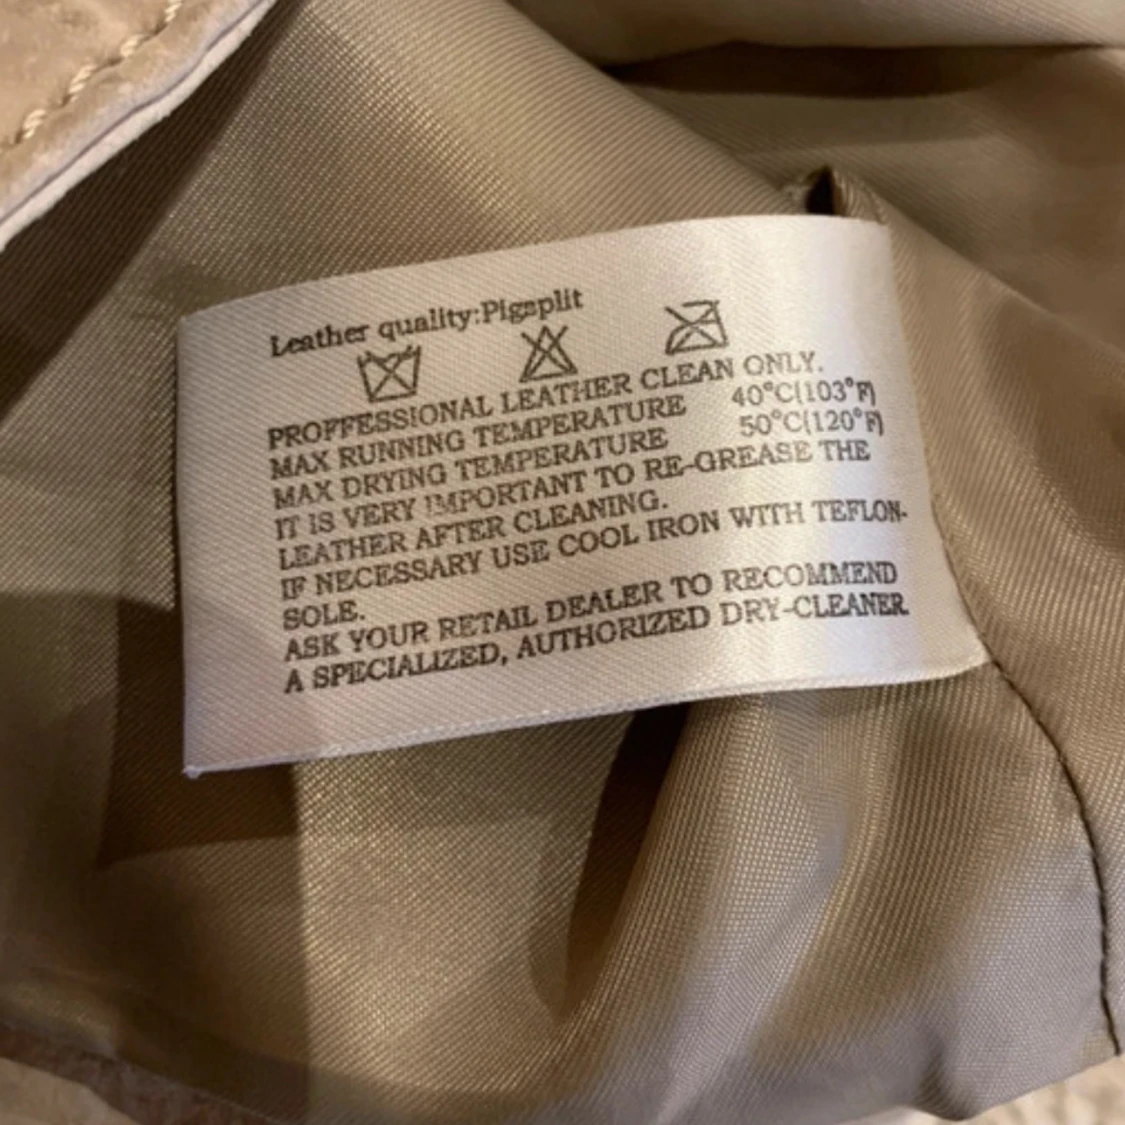 Leather quality:Pigsplit
PROFFESSIONAL LEATHER CLEAN ONLY.
MAX RUNNING TEMPERATURE 40°C(103°F)
MAX DRYING TEMPERATURE 50°C(120°F)
IT IS VERY IMPORTANT TO RE-GREASE THE
LEATHER AFTER CLEANING.
IF NECESSARY USE COOL IRON WITH TEFLON-
SOLE.
ASK YOUR RETAIL DEALER TO RECOMMEND
A SPECIALIZED, AUTHORIZED DRY-CLEANER